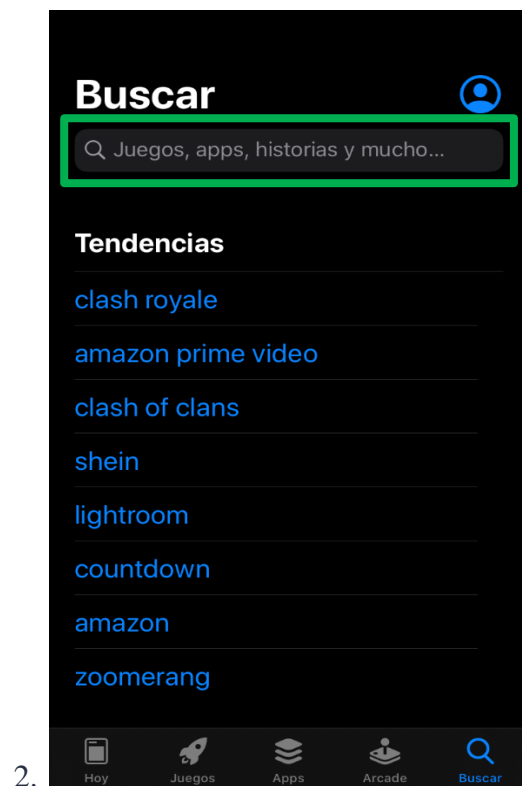 Buscar
Juegos, apps, historias y mucho...
Tendencias
clash royale
amazon prime video
clash of clans
shein
lightroom
countdown
amazon
zoomerang
2.
Hoy Juegos Apps Arcade Buscar